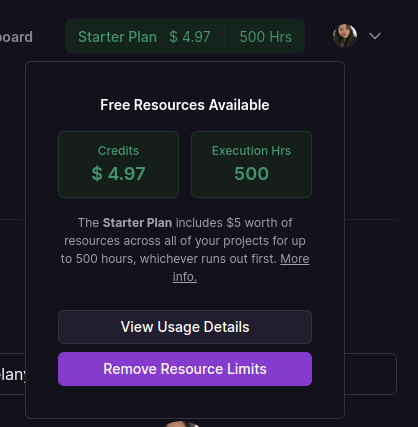 Starter Plan $ 4.97 500 Hrs
Free Resources Available
Credits
$ 4.97
Execution Hrs
500
The Starter Plan includes $5 worth of
resources across all of your projects for up
to 500 hours, whichever runs out first. More
info.
View Usage Details
Remove Resource Limits